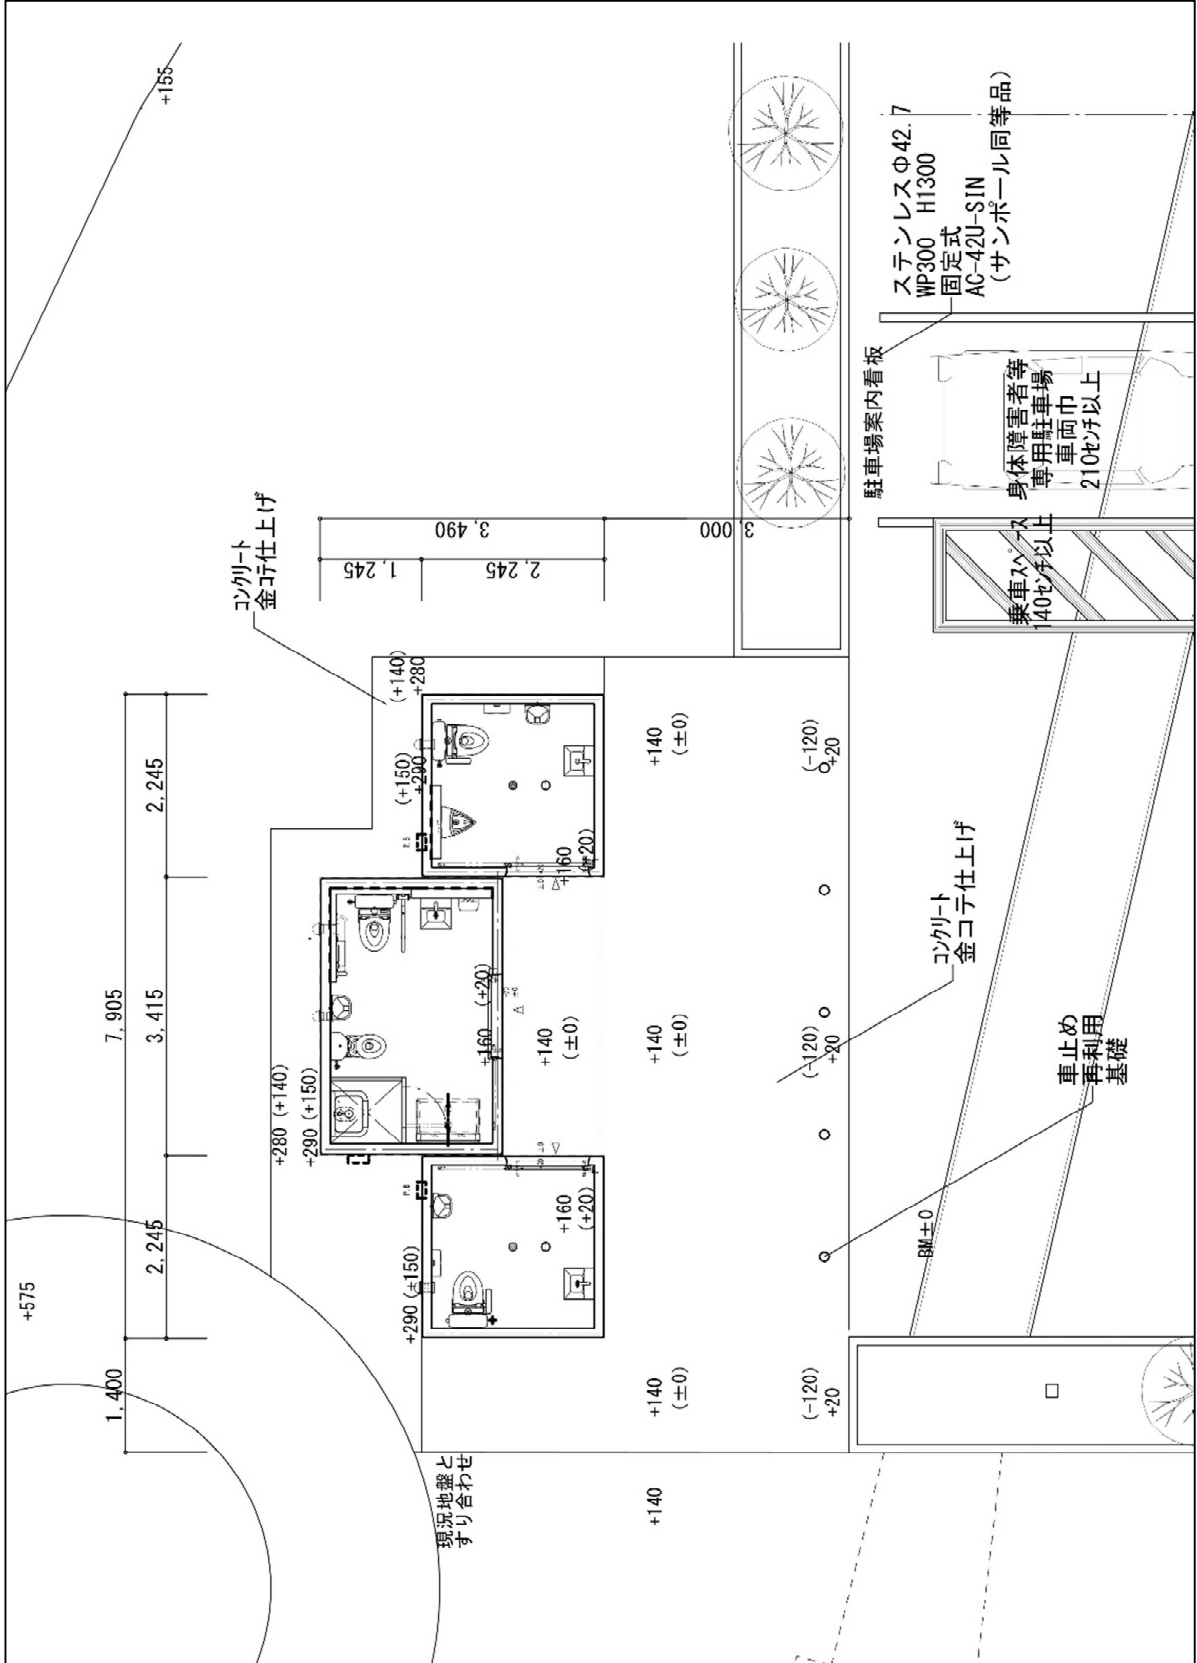 +575
+155
1,400
7,905
2,245
3,415
2,245
コンクリート
金コテ仕上げ
1,245
2,245
3,490
3,000
+280 (+140)
+290 (+150)
+290 (+150)
(+150)
+290
(+140)
+280
+160
(+20)
+160
(+20)
+160
(+20)
+140
(±0)
+140
(±0)
+140
(±0)
+140
(±0)
+140
(-120)
+20
(-120)
+20
(-120)
+20
現況地盤と
すり合わせ
BM±0
車止め
再利用
基礎
コンクリート
金コテ仕上げ
駐車場案内看板
ステンレスΦ42.7
WP300 H1300
固定式
AC-42U-SIN
(サンポール同等品)
身体障害者等
専用駐車場
車両巾
210センチ以上
乗車スペース
140センチ以上